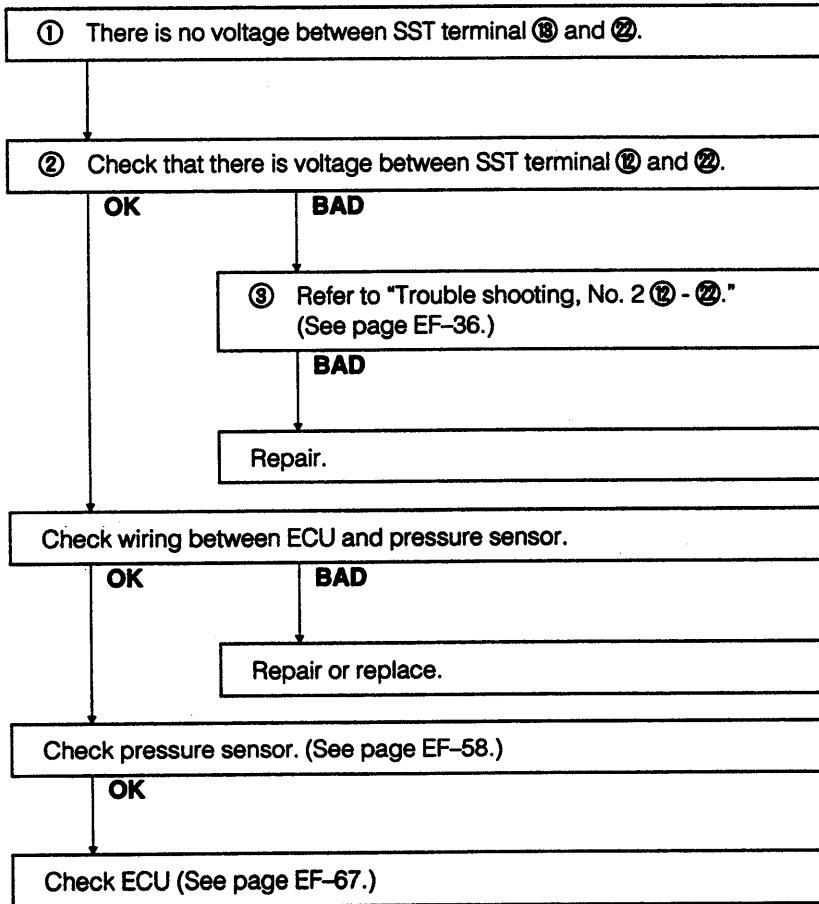 ① There is no voltage between SST terminal ⑱ and ㉒.
② Check that there is voltage between SST terminal ⑫ and ㉒.
OK BAD
③ Refer to "Trouble shooting, No. 2 ⑫ - ㉒."
(See page EF–36.)
BAD
Repair.
Check wiring between ECU and pressure sensor.
OK BAD
Repair or replace.
Check pressure sensor. (See page EF–58.)
OK
Check ECU (See page EF–67.)